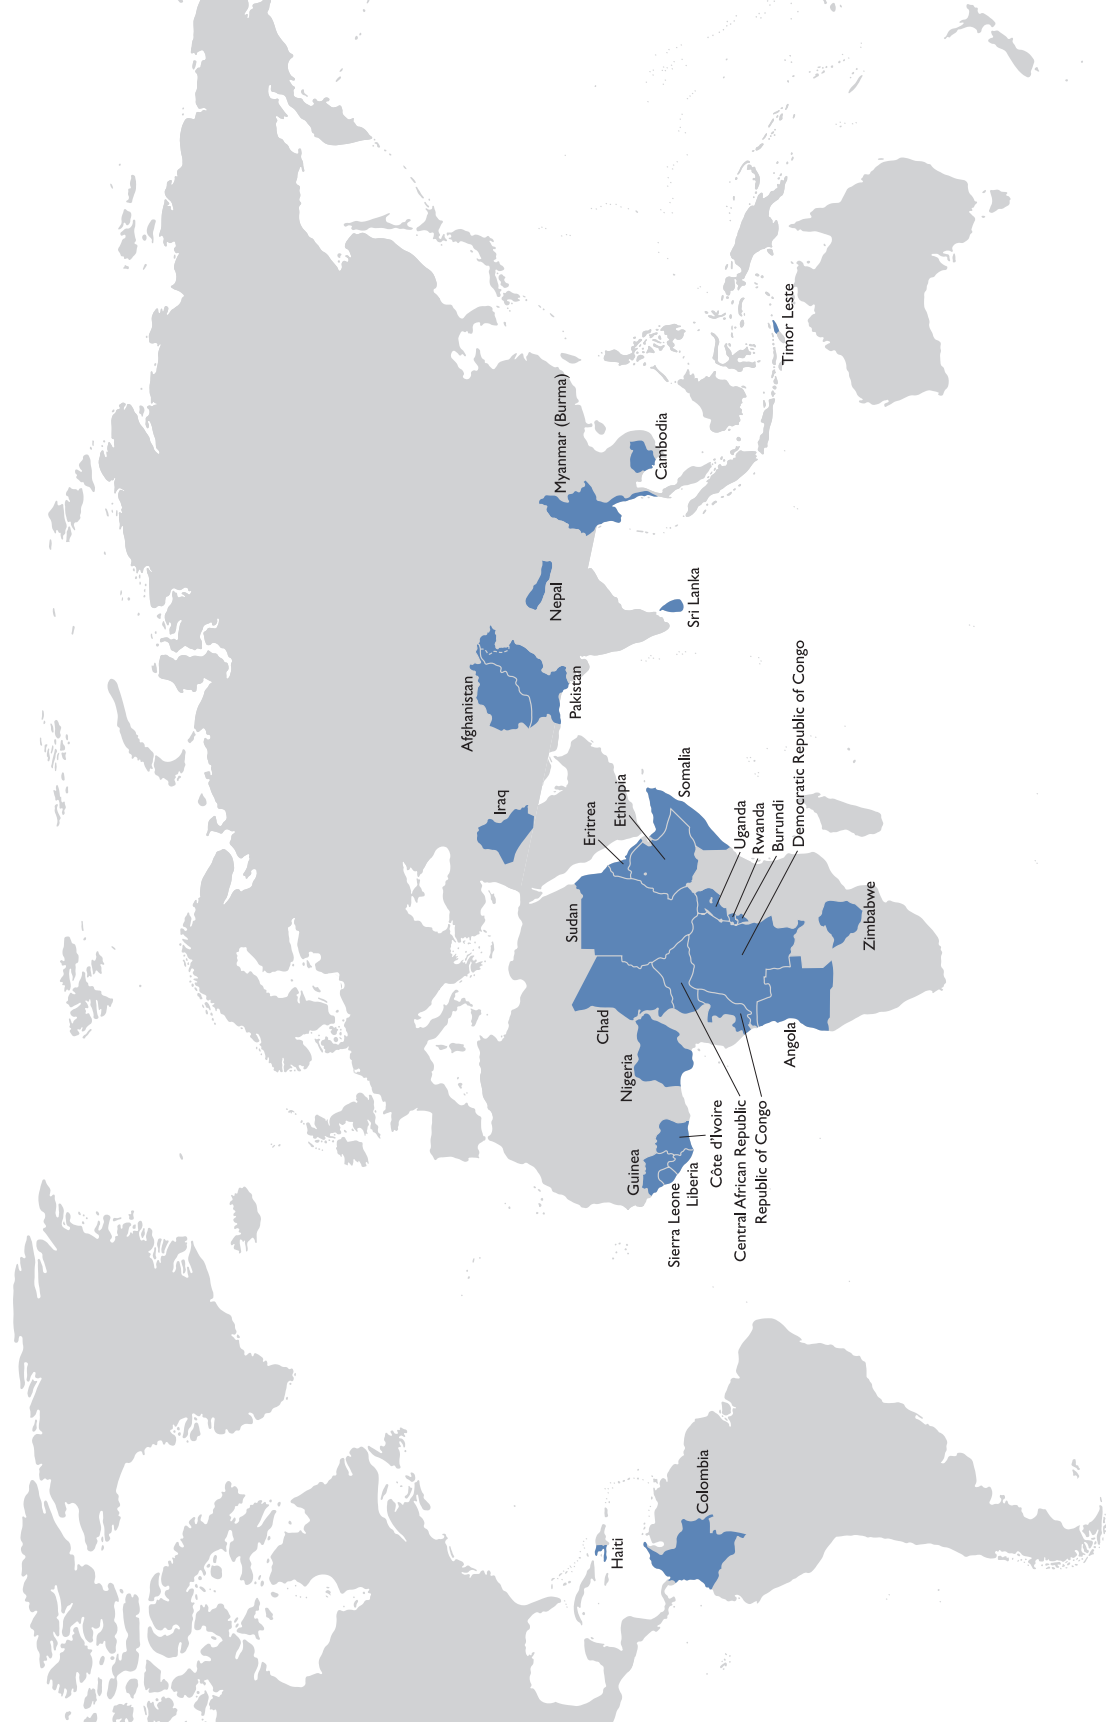 Haiti
Colombia
Guinea
Sierra Leone
Liberia
Côte d'Ivoire
Central African Republic
Republic of Congo
Nigeria
Chad
Angola
Sudan
Zimbabwe
Eritrea
Ethiopia
Somalia
Uganda
Rwanda
Burundi
Democratic Republic of Congo
Iraq
Afghanistan
Pakistan
Nepal
Sri Lanka
Myanmar (Burma)
Cambodia
Timor Leste